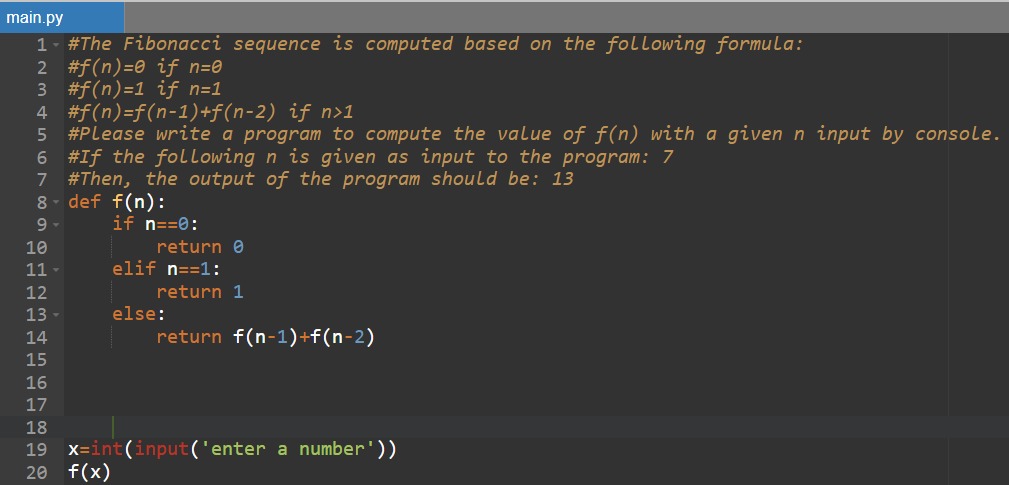 main.py
1 #The Fibonacci sequence is computed based on the following formula:
2 #f(n)=0 if n=0
3 #f(n)=1 if n=1
4 #f(n)=f(n-1)+f(n-2) if n>1
5 #Please write a program to compute the value of f(n) with a given n input by console.
6 #If the following n is given as input to the program: 7
7 #Then, the output of the program should be: 13
8 def f(n):
9     if n==0:
10         return 0
11     elif n==1:
12         return 1
13     else:
14         return f(n-1)+f(n-2)
15
16
17
18
19 x=int(input('enter a number'))
20 f(x)